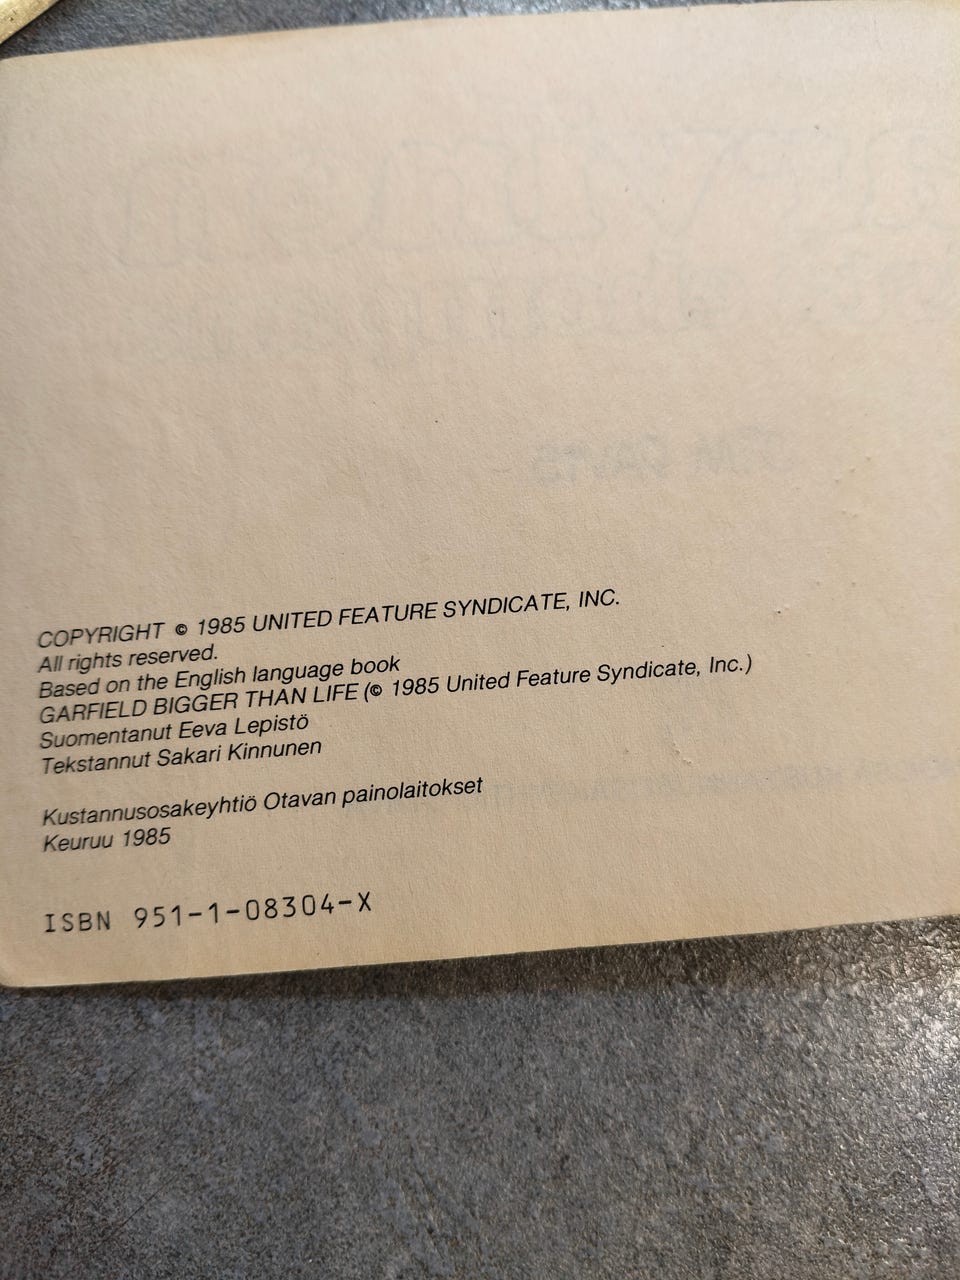 COPYRIGHT © 1985 UNITED FEATURE SYNDICATE, INC.
All rights reserved.
Based on the English language book
GARFIELD BIGGER THAN LIFE (© 1985 United Feature Syndicate, Inc.)
Suomentanut Eeva Lepistö
Tekstannut Sakari Kinnunen
Kustannusosakeyhtiö Otavan painolaitokset
Keuruu 1985
ISBN 951-1-08304-X